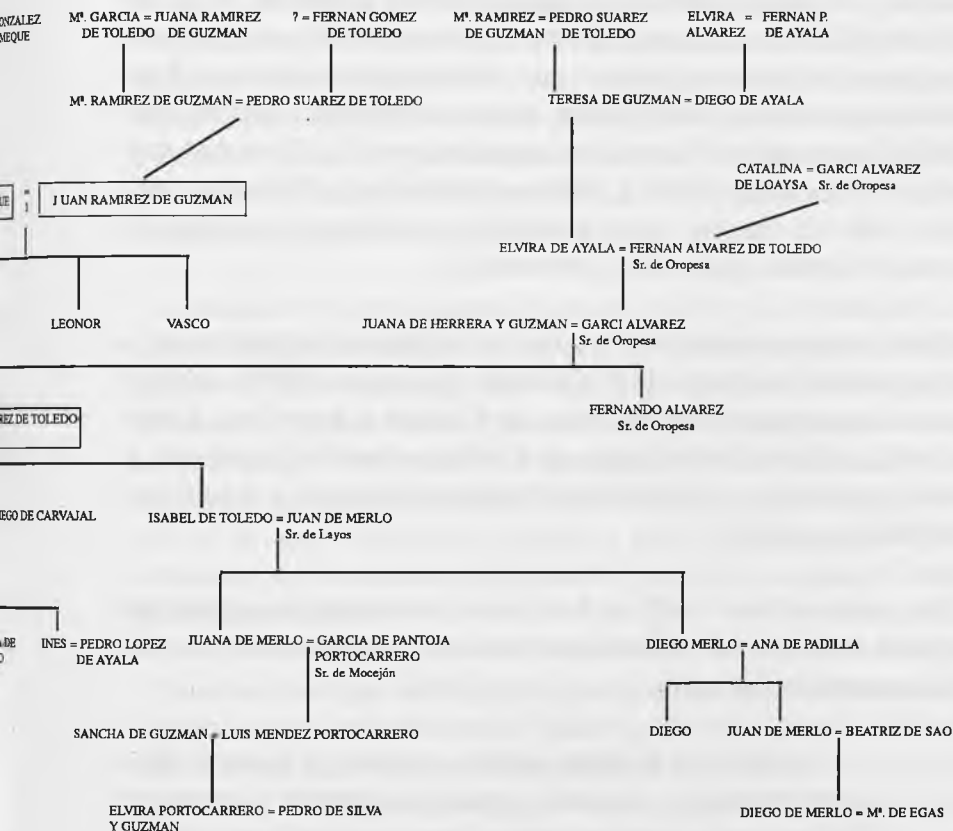 Mª. GARCIA = JUANA RAMIREZ
DE TOLEDO DE GUZMAN
? = FERNAN GOMEZ
DE TOLEDO
Mª. RAMIREZ = PEDRO SUAREZ
DE GUZMAN DE TOLEDO
ELVIRA = FERNAN P.
ALVAREZ DE AYALA
Mª. RAMIREZ DE GUZMAN = PEDRO SUAREZ DE TOLEDO
TERESA DE GUZMAN = DIEGO DE AYALA
CATALINA = GARCI ALVAREZ
DE LOAYSA Sr. de Oropesa
= JUAN RAMIREZ DE GUZMAN
ELVIRA DE AYALA = FERNAN ALVAREZ DE TOLEDO
Sr. de Oropesa
LEONOR
VASCO
JUANA DE HERRERA Y GUZMAN = GARCI ALVAREZ
Sr. de Oropesa
FERNANDO ALVAREZ
Sr. de Oropesa
DE TOLEDO
DE CARVAJAL
ISABEL DE TOLEDO = JUAN DE MERLO
Sr. de Layos
INES = PEDRO LOPEZ
DE AYALA
JUANA DE MERLO = GARCIA DE PANTOJA
PORTOCARRERO
Sr. de Mocejón
DIEGO MERLO = ANA DE PADILLA
SANCHA DE GUZMAN = LUIS MENDEZ PORTOCARRERO
DIEGO
JUAN DE MERLO = BEATRIZ DE SAO
ELVIRA PORTOCARRERO = PEDRO DE SILVA
Y GUZMAN
DIEGO DE MERLO = Mª. DE EGAS